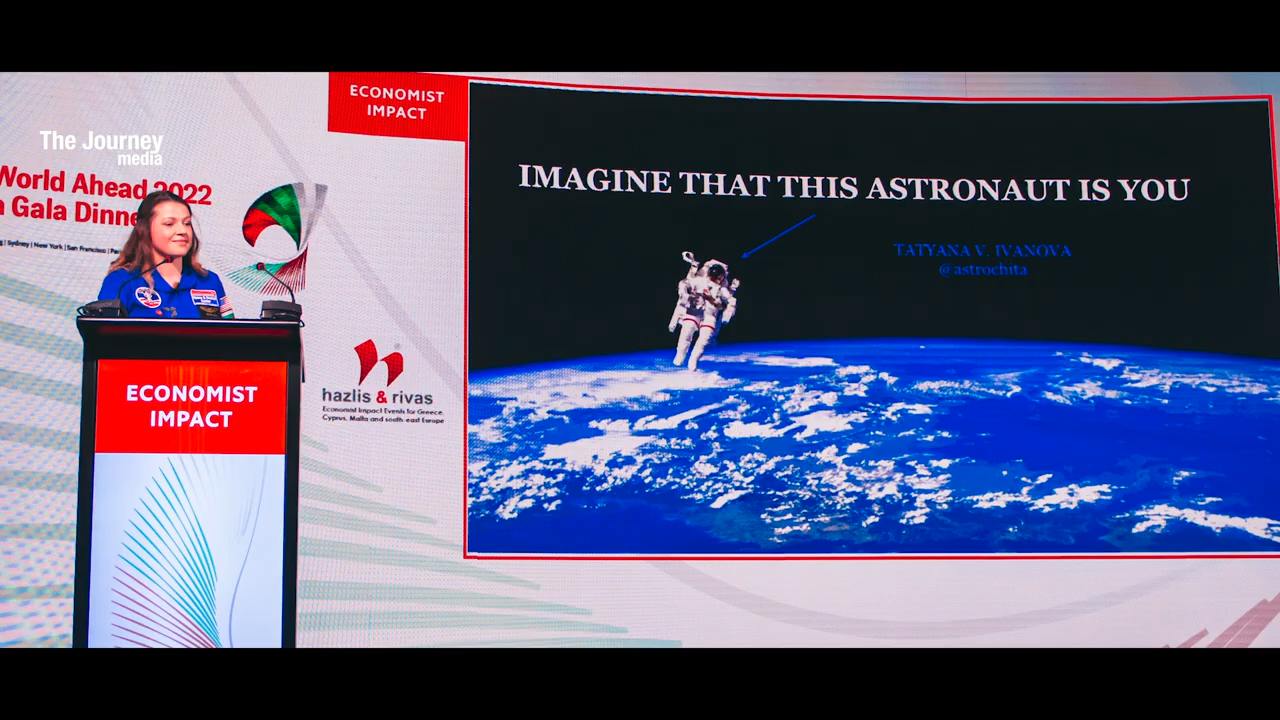 The Journey
media
World Ahead 2022
a Gala Dinne
| Sydney | New York | San Francisco |
ECONOMIST
IMPACT
IMAGINE THAT THIS ASTRONAUT IS YOU
TATYANA V. IVANOVA
@astrochita
hazlis & rivas
Economist Impact Events for Greece,
Cyprus, Malta and south-east Europe
ECONOMIST
IMPACT